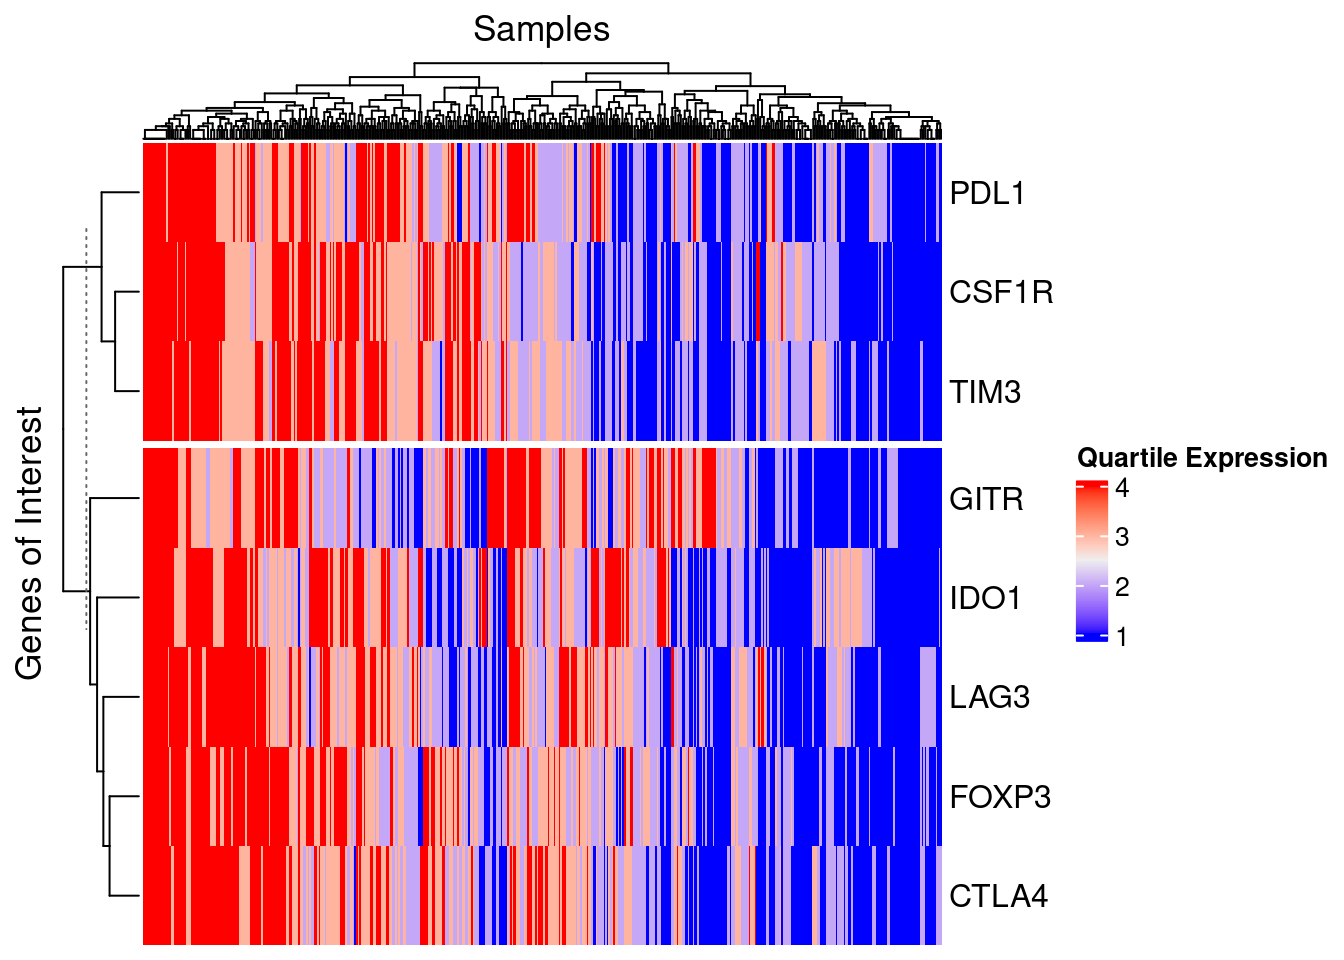 Samples
PDL1
CSF1R
TIM3
GITR
IDO1
LAG3
FOXP3
CTLA4
Genes of Interest
Quartile Expression
4
3
2
1